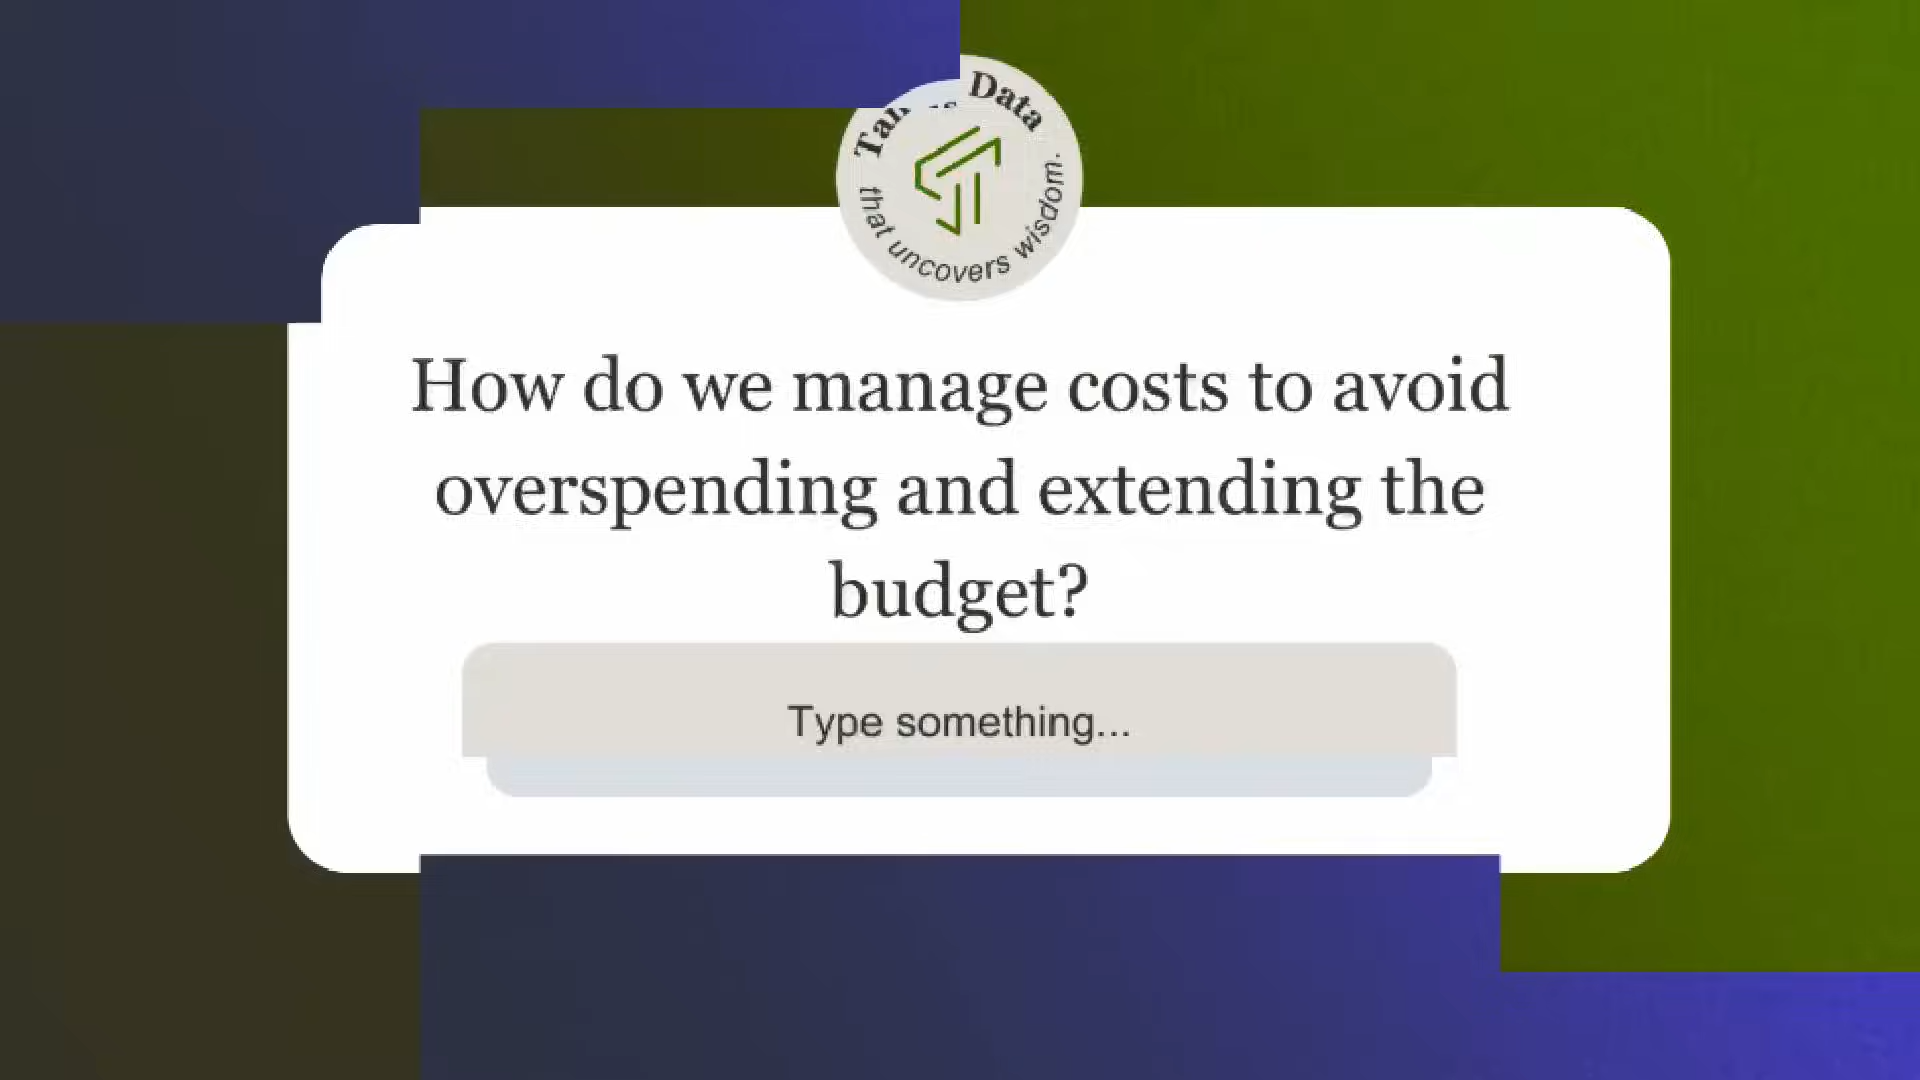 Data
that uncovers wisdom.
How do we manage costs to avoid
overspending and extending the
budget?
Type something...